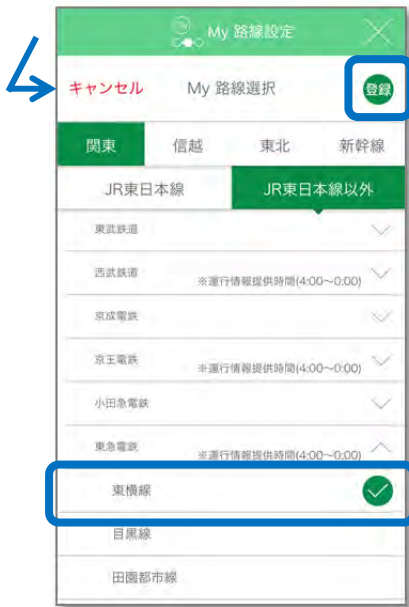 My 路線設定
キャンセル My 路線選択 登録
関東 信越 東北 新幹線
JR東日本線 JR東日本線以外
東武鉄道
西武鉄道 ※運行情報提供時間(4:00~0:00)
京成電鉄
京王電鉄 ※運行情報提供時間(4:00~0:00)
小田急電鉄
東急電鉄 ※運行情報提供時間(4:00~0:00)
東横線
目黒線
田園都市線